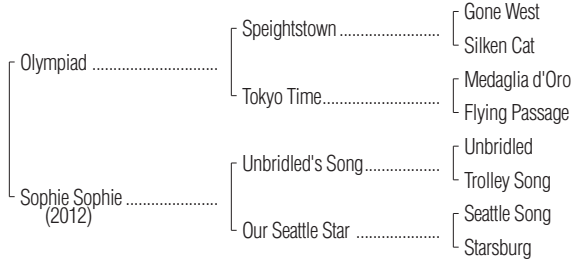 Gone West
Speightstown
Silken Cat
Olympiad
Medaglia d'Oro
Tokyo Time
Flying Passage
Unbridled
Unbridled's Song
Trolley Song
Sophie Sophie
(2012)
Seattle Song
Our Seattle Star
Starsburg